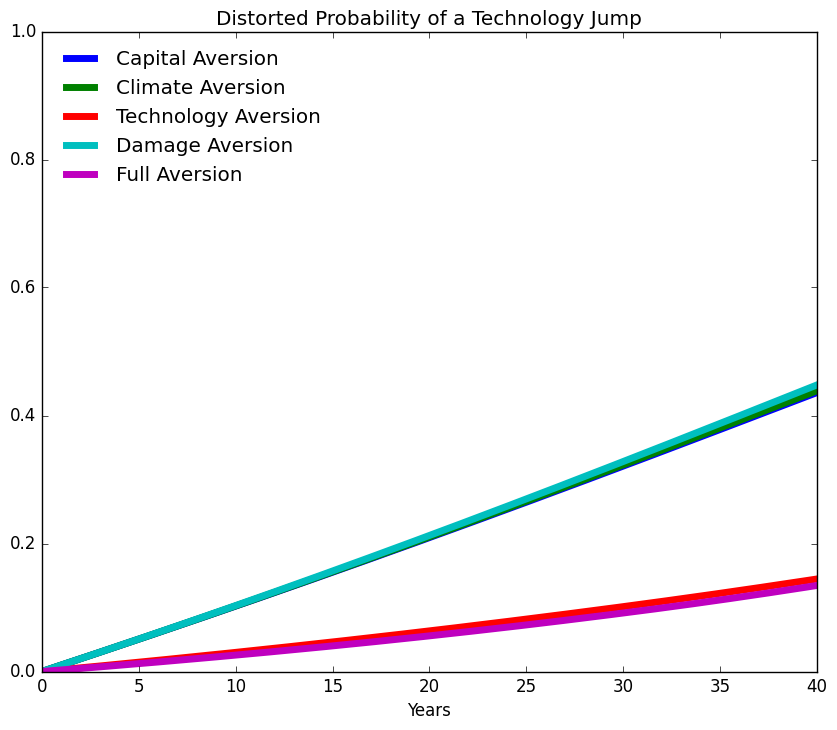 Distorted Probability of a Technology Jump
1.0
Capital Aversion
Climate Aversion
Technology Aversion
Damage Aversion
Full Aversion
0.8
0.6
0.4
0.2
0.0
0 5 10 15 20 25 30 35 40
Years